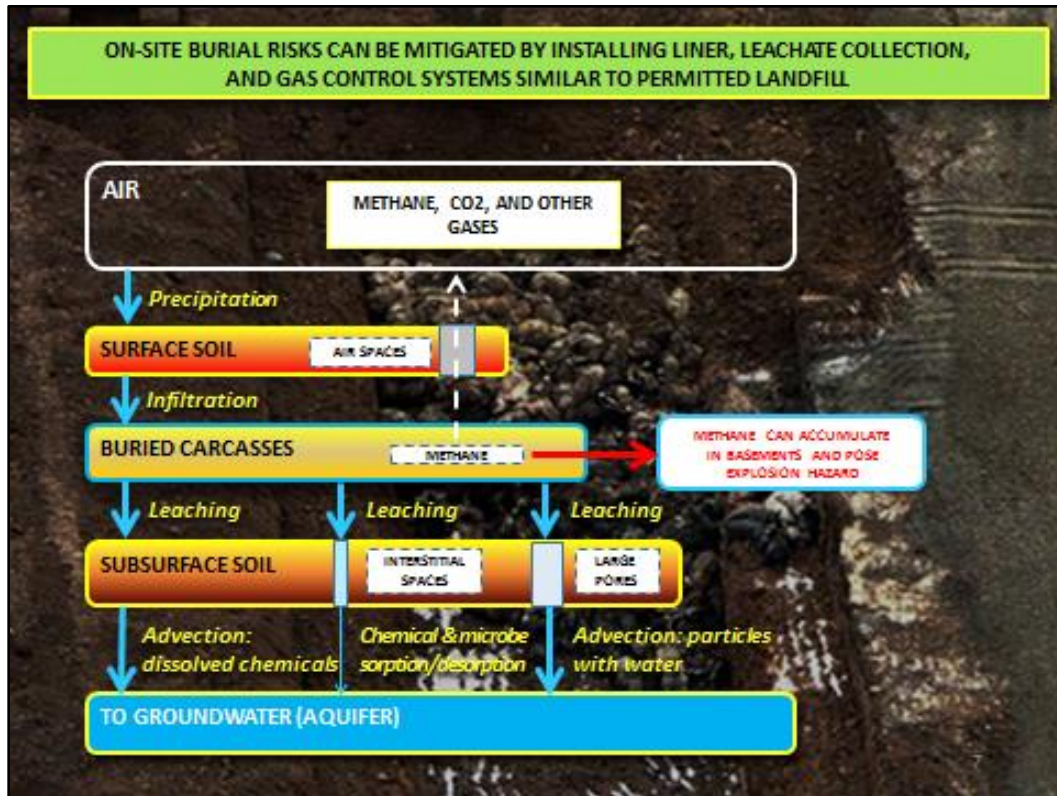 ON-SITE BURIAL RISKS CAN BE MITIGATED BY INSTALLING LINER, LEACHATE COLLECTION,
AND GAS CONTROL SYSTEMS SIMILAR TO PERMITTED LANDFILL
AIR
METHANE, CO2, AND OTHER
GASES
Precipitation
SURFACE SOIL
AIR SPACES
Infiltration
BURIED CARCASSES
METHANE
METHANE CAN ACCUMULATE
IN BASEMENTS AND POSE
EXPLOSION HAZARD
Leaching
Leaching
Leaching
SUBSURFACE SOIL
INTERSTITIAL
SPACES
LARGE
PORES
Advection:
dissolved chemicals
Chemical & microbe
sorption/desorption
Advection: particles
with water
TO GROUNDWATER (AQUIFER)